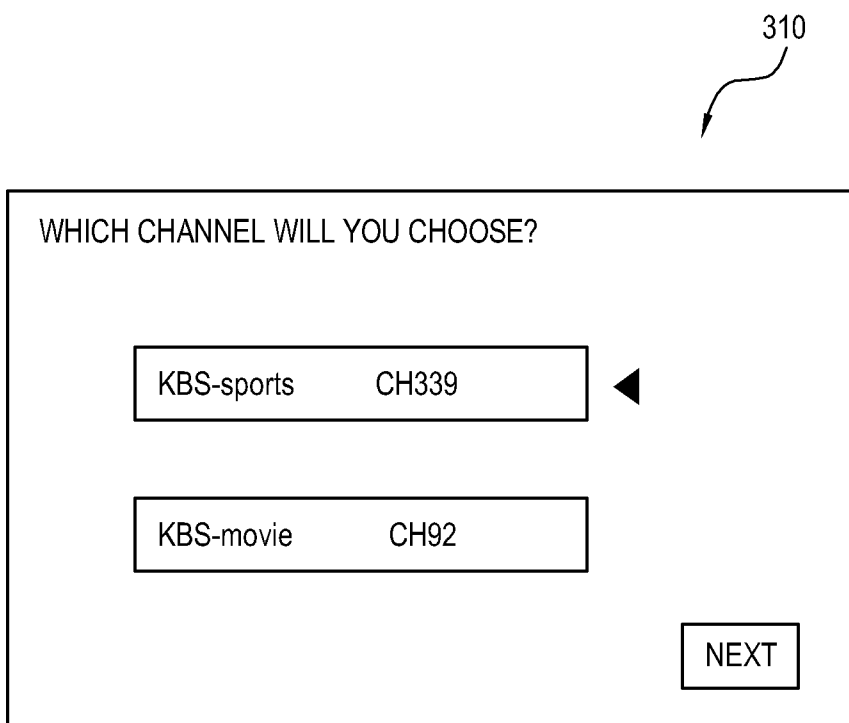 310
WHICH CHANNEL WILL YOU CHOOSE?
KBS-sports CH339
KBS-movie CH92
NEXT